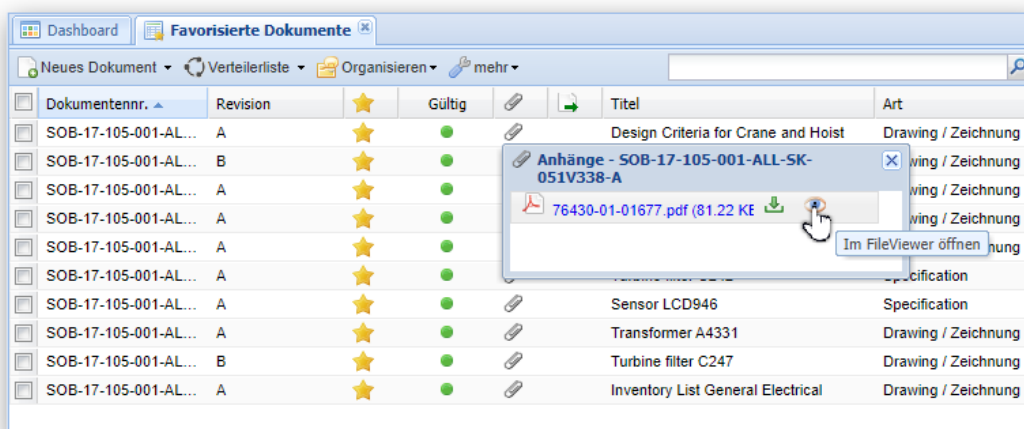 Dashboard Favorisierte Dokumente
Neues Dokument Verteilerliste Organisieren mehr
Dokumentennr. Revision Gültig Titel Art
SOB-17-105-001-AL... A Design Criteria for Crane and Hoist Drawing / Zeichnung
SOB-17-105-001-AL... B wing / Zeichnung
Anhänge - SOB-17-105-001-ALL-SK-
051V338-A
SOB-17-105-001-AL... A wing / Zeichnung
76430-01-01677.pdf (81.22 KE
SOB-17-105-001-AL... A wing / Zeichnung
Im FileViewer öffnen
SOB-17-105-001-AL... A nung
SOB-17-105-001-AL... A Specification
SOB-17-105-001-AL... A Sensor LCD946 Specification
SOB-17-105-001-AL... A Transformer A4331 Drawing / Zeichnung
SOB-17-105-001-AL... B Turbine filter C247 Drawing / Zeichnung
SOB-17-105-001-AL... A Inventory List General Electrical Drawing / Zeichnung